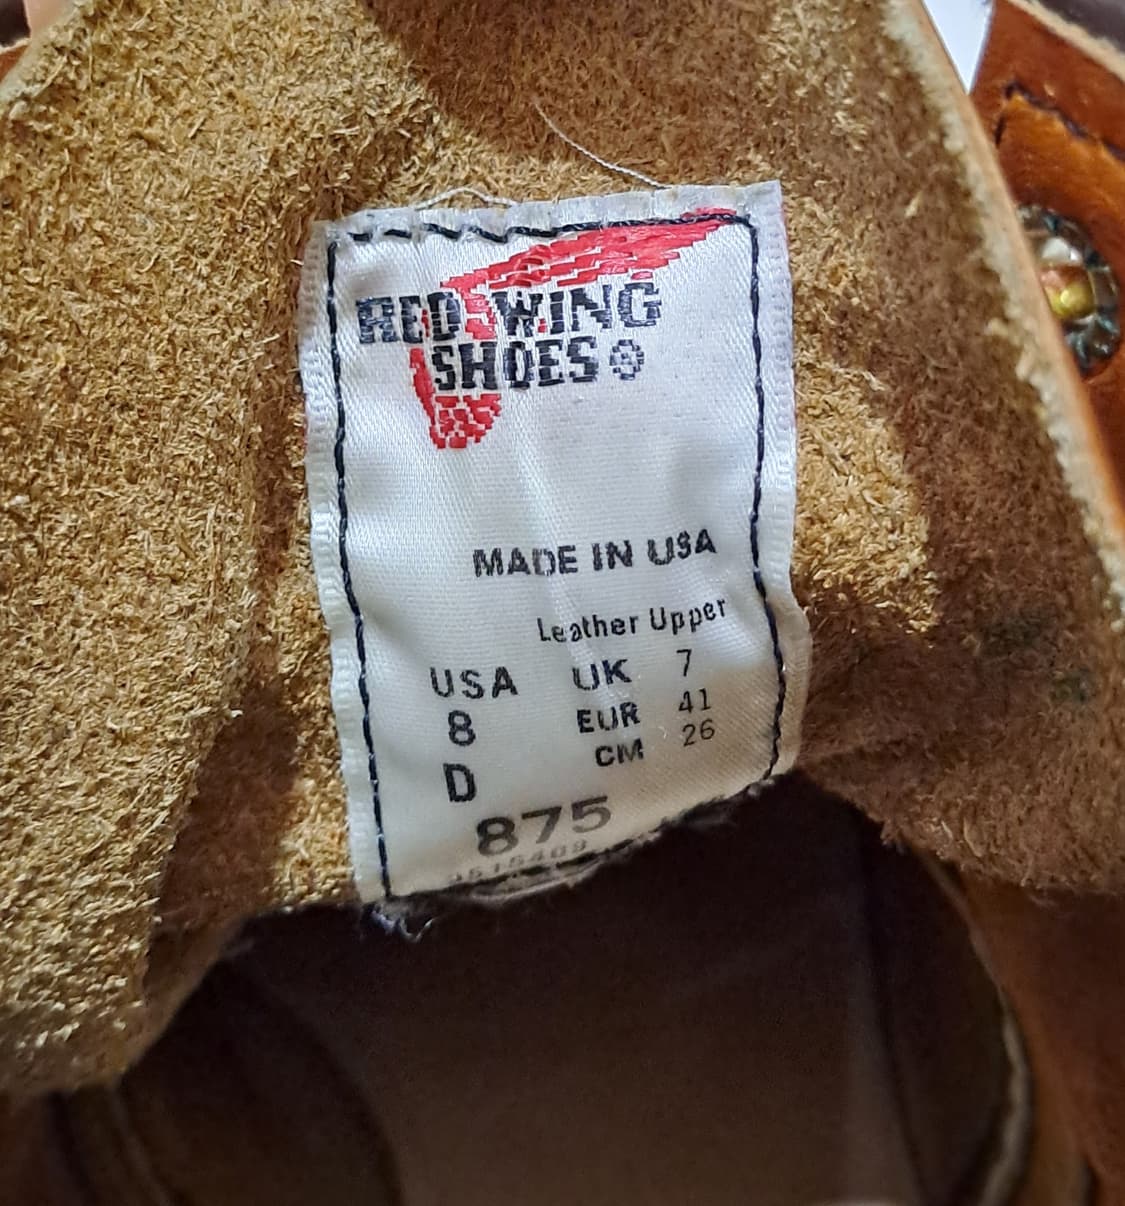 RED WING
SHOES®
MADE IN USA
Leather Upper
USA UK 7
8 EUR 41
CM 26
D
875